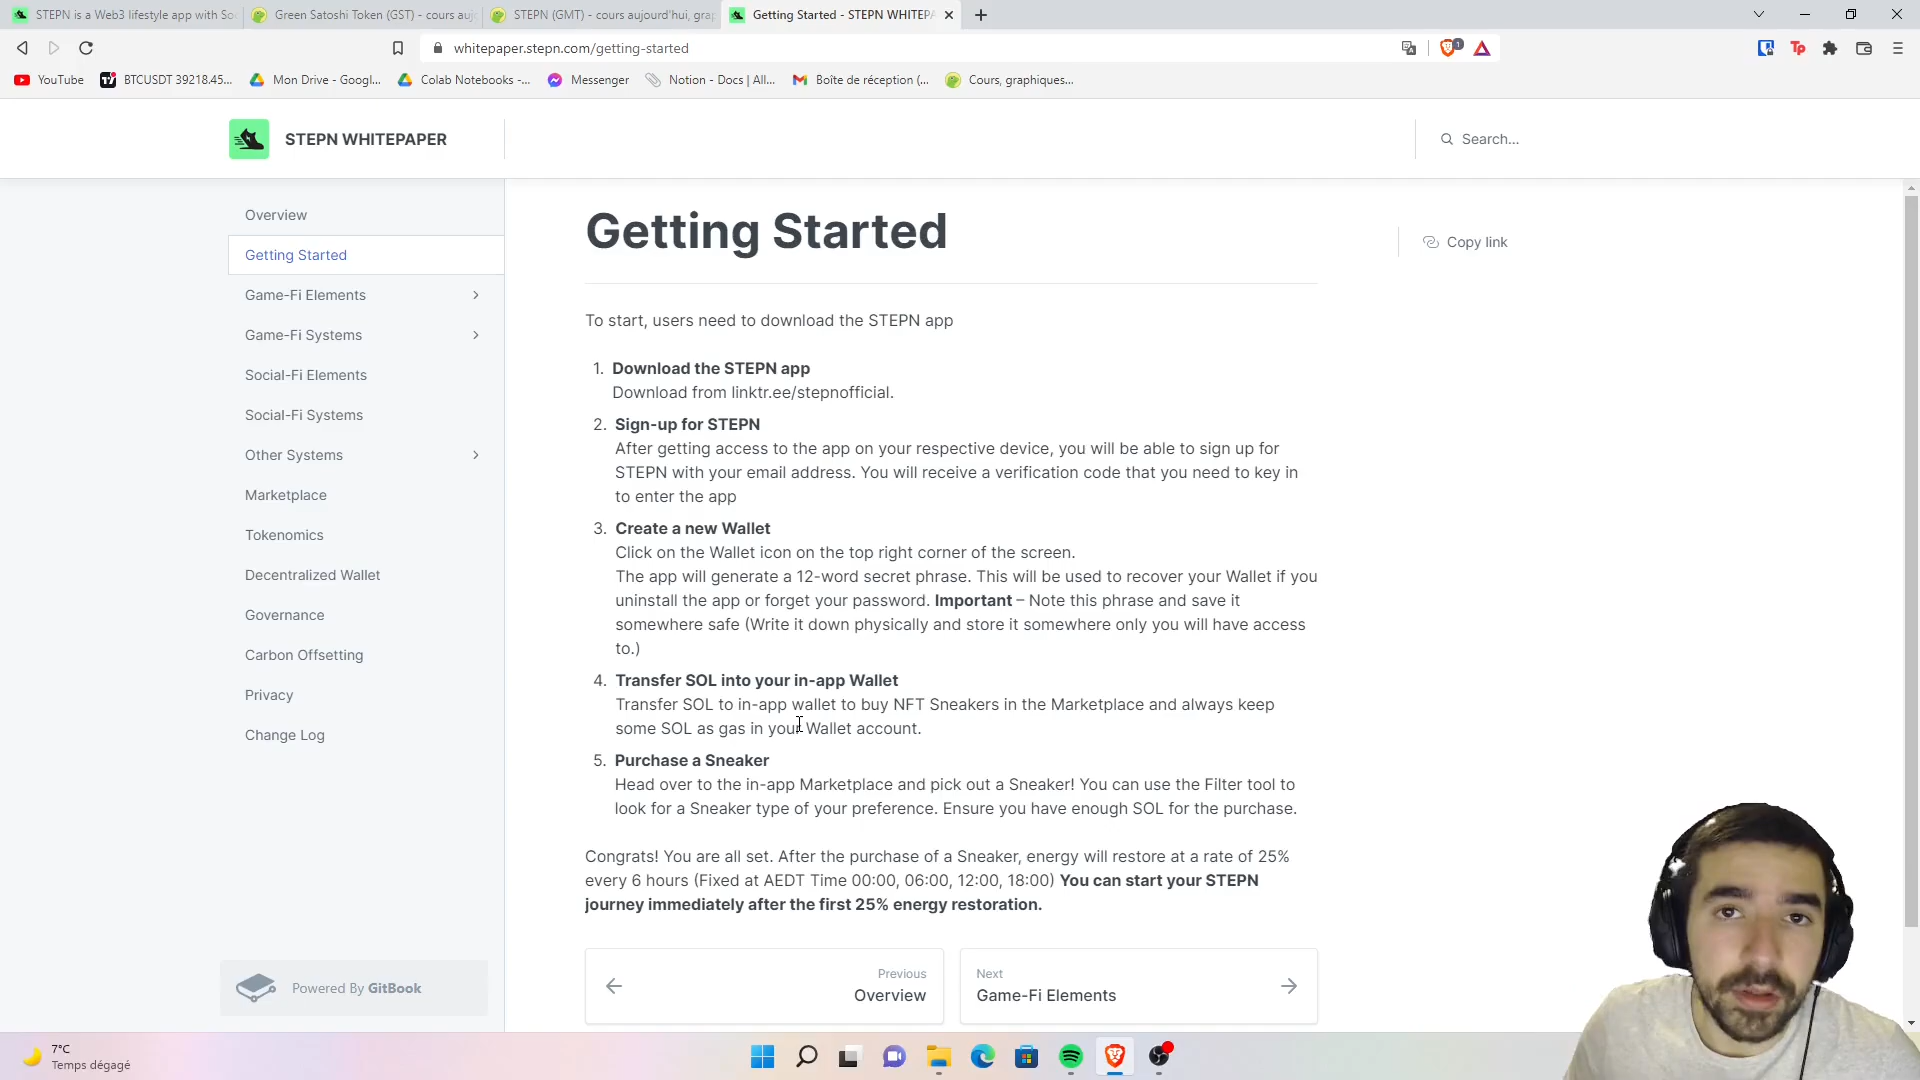 STEPN is a Web3 lifestyle app with So
Green Satoshi Token (GST) - cours auj
STEPN (GMT) - cours aujourd'hui, gra
Getting Started - STEPN WHITEPA
whitepaper.stepn.com/getting-started
1
YouTube
BTCUSDT 39218.45...
Mon Drive - Googl...
Colab Notebooks -...
Messenger
Notion - Docs | All...
Boîte de réception (...
Cours, graphiques...
STEPN WHITEPAPER
Search...
Overview
Getting Started
Game-Fi Elements
Game-Fi Systems
Social-Fi Elements
Social-Fi Systems
Other Systems
Marketplace
Tokenomics
Decentralized Wallet
Governance
Carbon Offsetting
Privacy
Change Log
Powered By GitBook
Getting Started
Copy link
To start, users need to download the STEPN app
1. Download the STEPN app
Download from linktr.ee/stepnofficial.
2. Sign-up for STEPN
After getting access to the app on your respective device, you will be able to sign up for
STEPN with your email address. You will receive a verification code that you need to key in
to enter the app
3. Create a new Wallet
Click on the Wallet icon on the top right corner of the screen.
The app will generate a 12-word secret phrase. This will be used to recover your Wallet if you
uninstall the app or forget your password. Important – Note this phrase and save it
somewhere safe (Write it down physically and store it somewhere only you will have access
to.)
4. Transfer SOL into your in-app Wallet
Transfer SOL to in-app wallet to buy NFT Sneakers in the Marketplace and always keep
some SOL as gas in your Wallet account.
5. Purchase a Sneaker
Head over to the in-app Marketplace and pick out a Sneaker! You can use the Filter tool to
look for a Sneaker type of your preference. Ensure you have enough SOL for the purchase.
Congrats! You are all set. After the purchase of a Sneaker, energy will restore at a rate of 25%
every 6 hours (Fixed at AEDT Time 00:00, 06:00, 12:00, 18:00) You can start your STEPN
journey immediately after the first 25% energy restoration.
Previous
Overview
Next
Game-Fi Elements
7°C
Temps dégagé